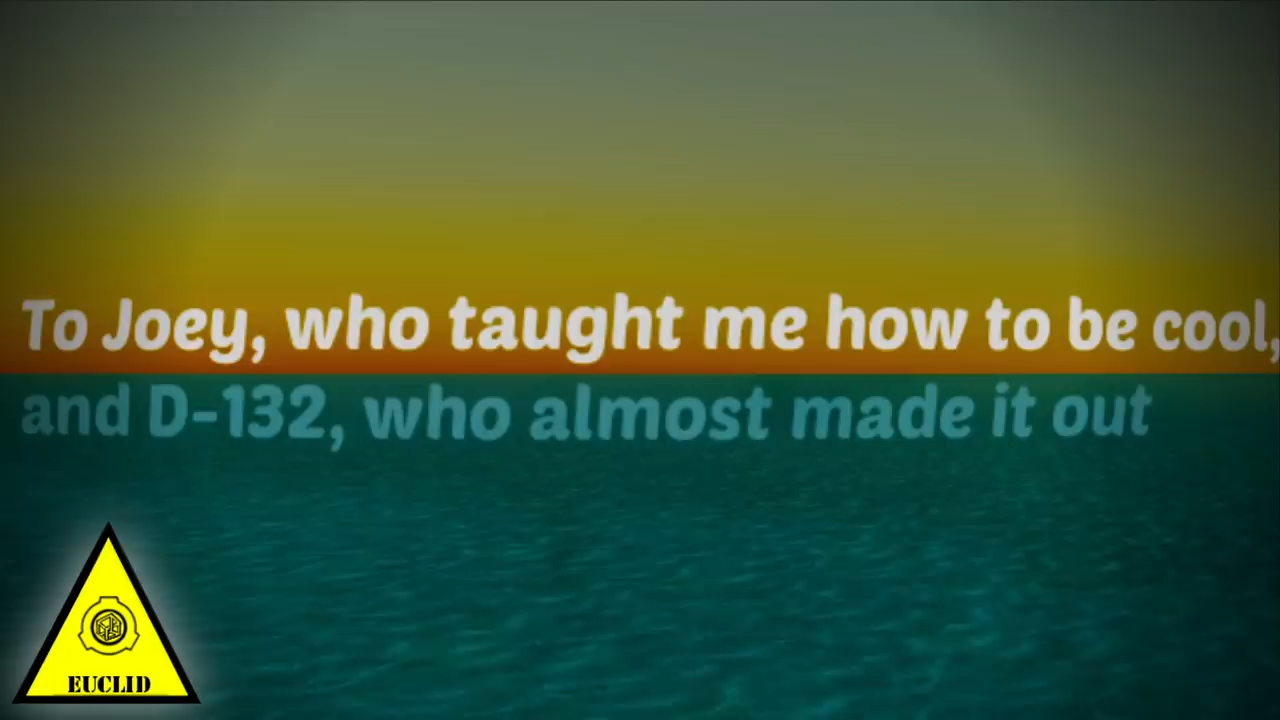 To Joey, who taught me how to be cool,
and D-132, who almost made it out
EUCLID